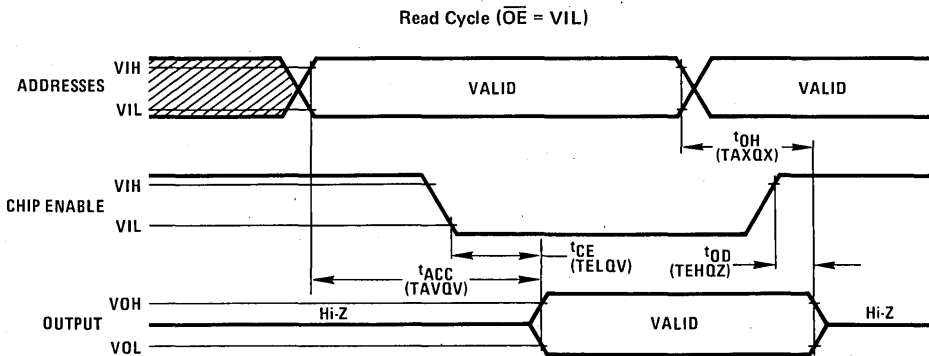 Read Cycle (OE = VIL)
ADDRESSES
VIH
VIL
VALID
VALID
tOH
(TAXQX)
CHIP ENABLE
VIH
VIL
tCE
(TELQV)
tOD
(TEHQZ)
tACC
(TAVQV)
OUTPUT
VOH
VOL
Hi-Z
VALID
Hi-Z